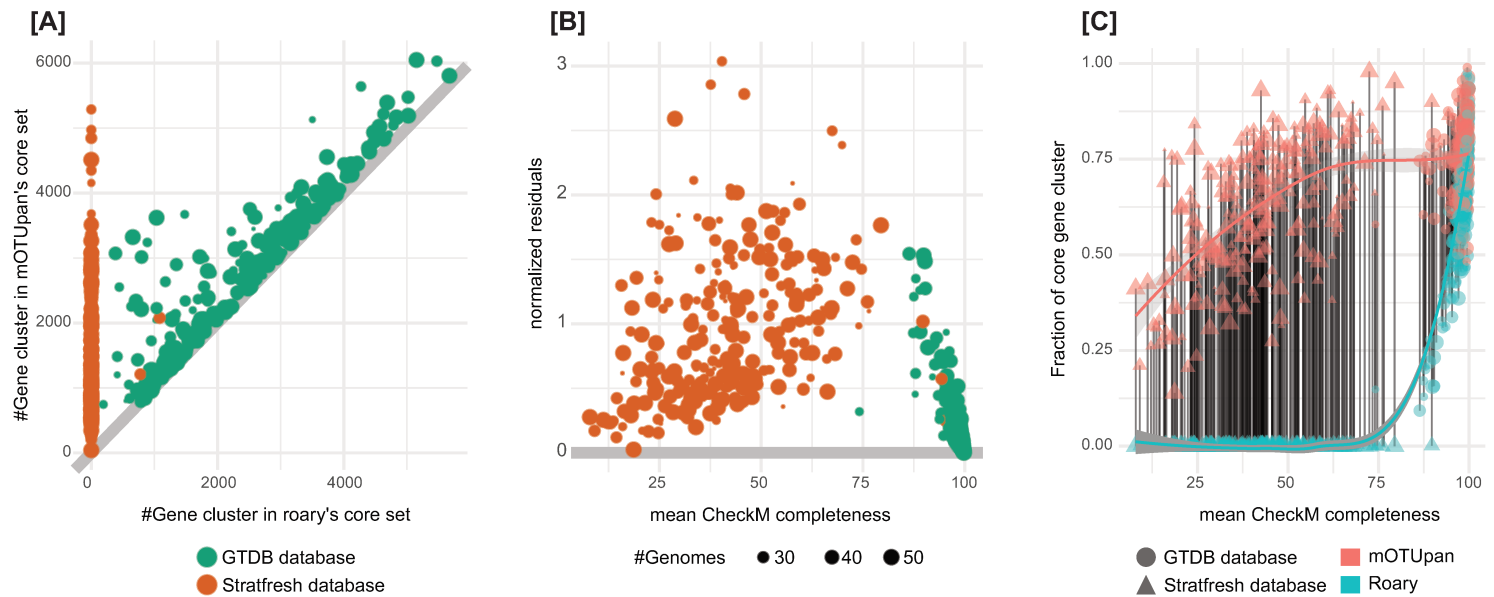 [A]
#Gene cluster in mOTUpan's core set
6000
4000
2000
0
0 2000 4000
#Gene cluster in roary's core set
GTDB database
Stratfresh database
[B]
normalized residuals
3
2
1
0
25 50 75 100
mean CheckM completeness
#Genomes 30 40 50
[C]
Fraction of core gene cluster
1.00
0.75
0.50
0.25
0.00
25 50 75 100
mean CheckM completeness
GTDB database mOTUpan
Stratfresh database Roary